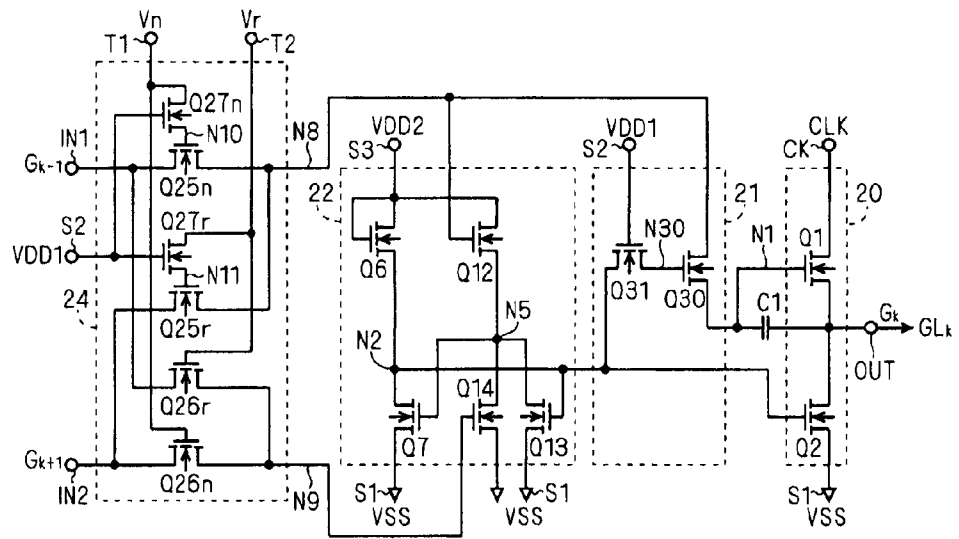 Vn Vr
T1 T2
Q27n
IN1 N10 N8 VDD2 VDD1 CLK
S3 S2 CK
Gk-1
Q25n 22 21 20
S2 Q27r N30 N1 Q1
VDD1 Q6 Q12
N11 Q31 Q30
24 C1
Q25r N5 Gk GLk
N2 OUT
Q14
Q26r
Q7 Q13 Q2
Gk+1
IN2 Q26n N9 S1 S1 S1
VSS VSS VSS